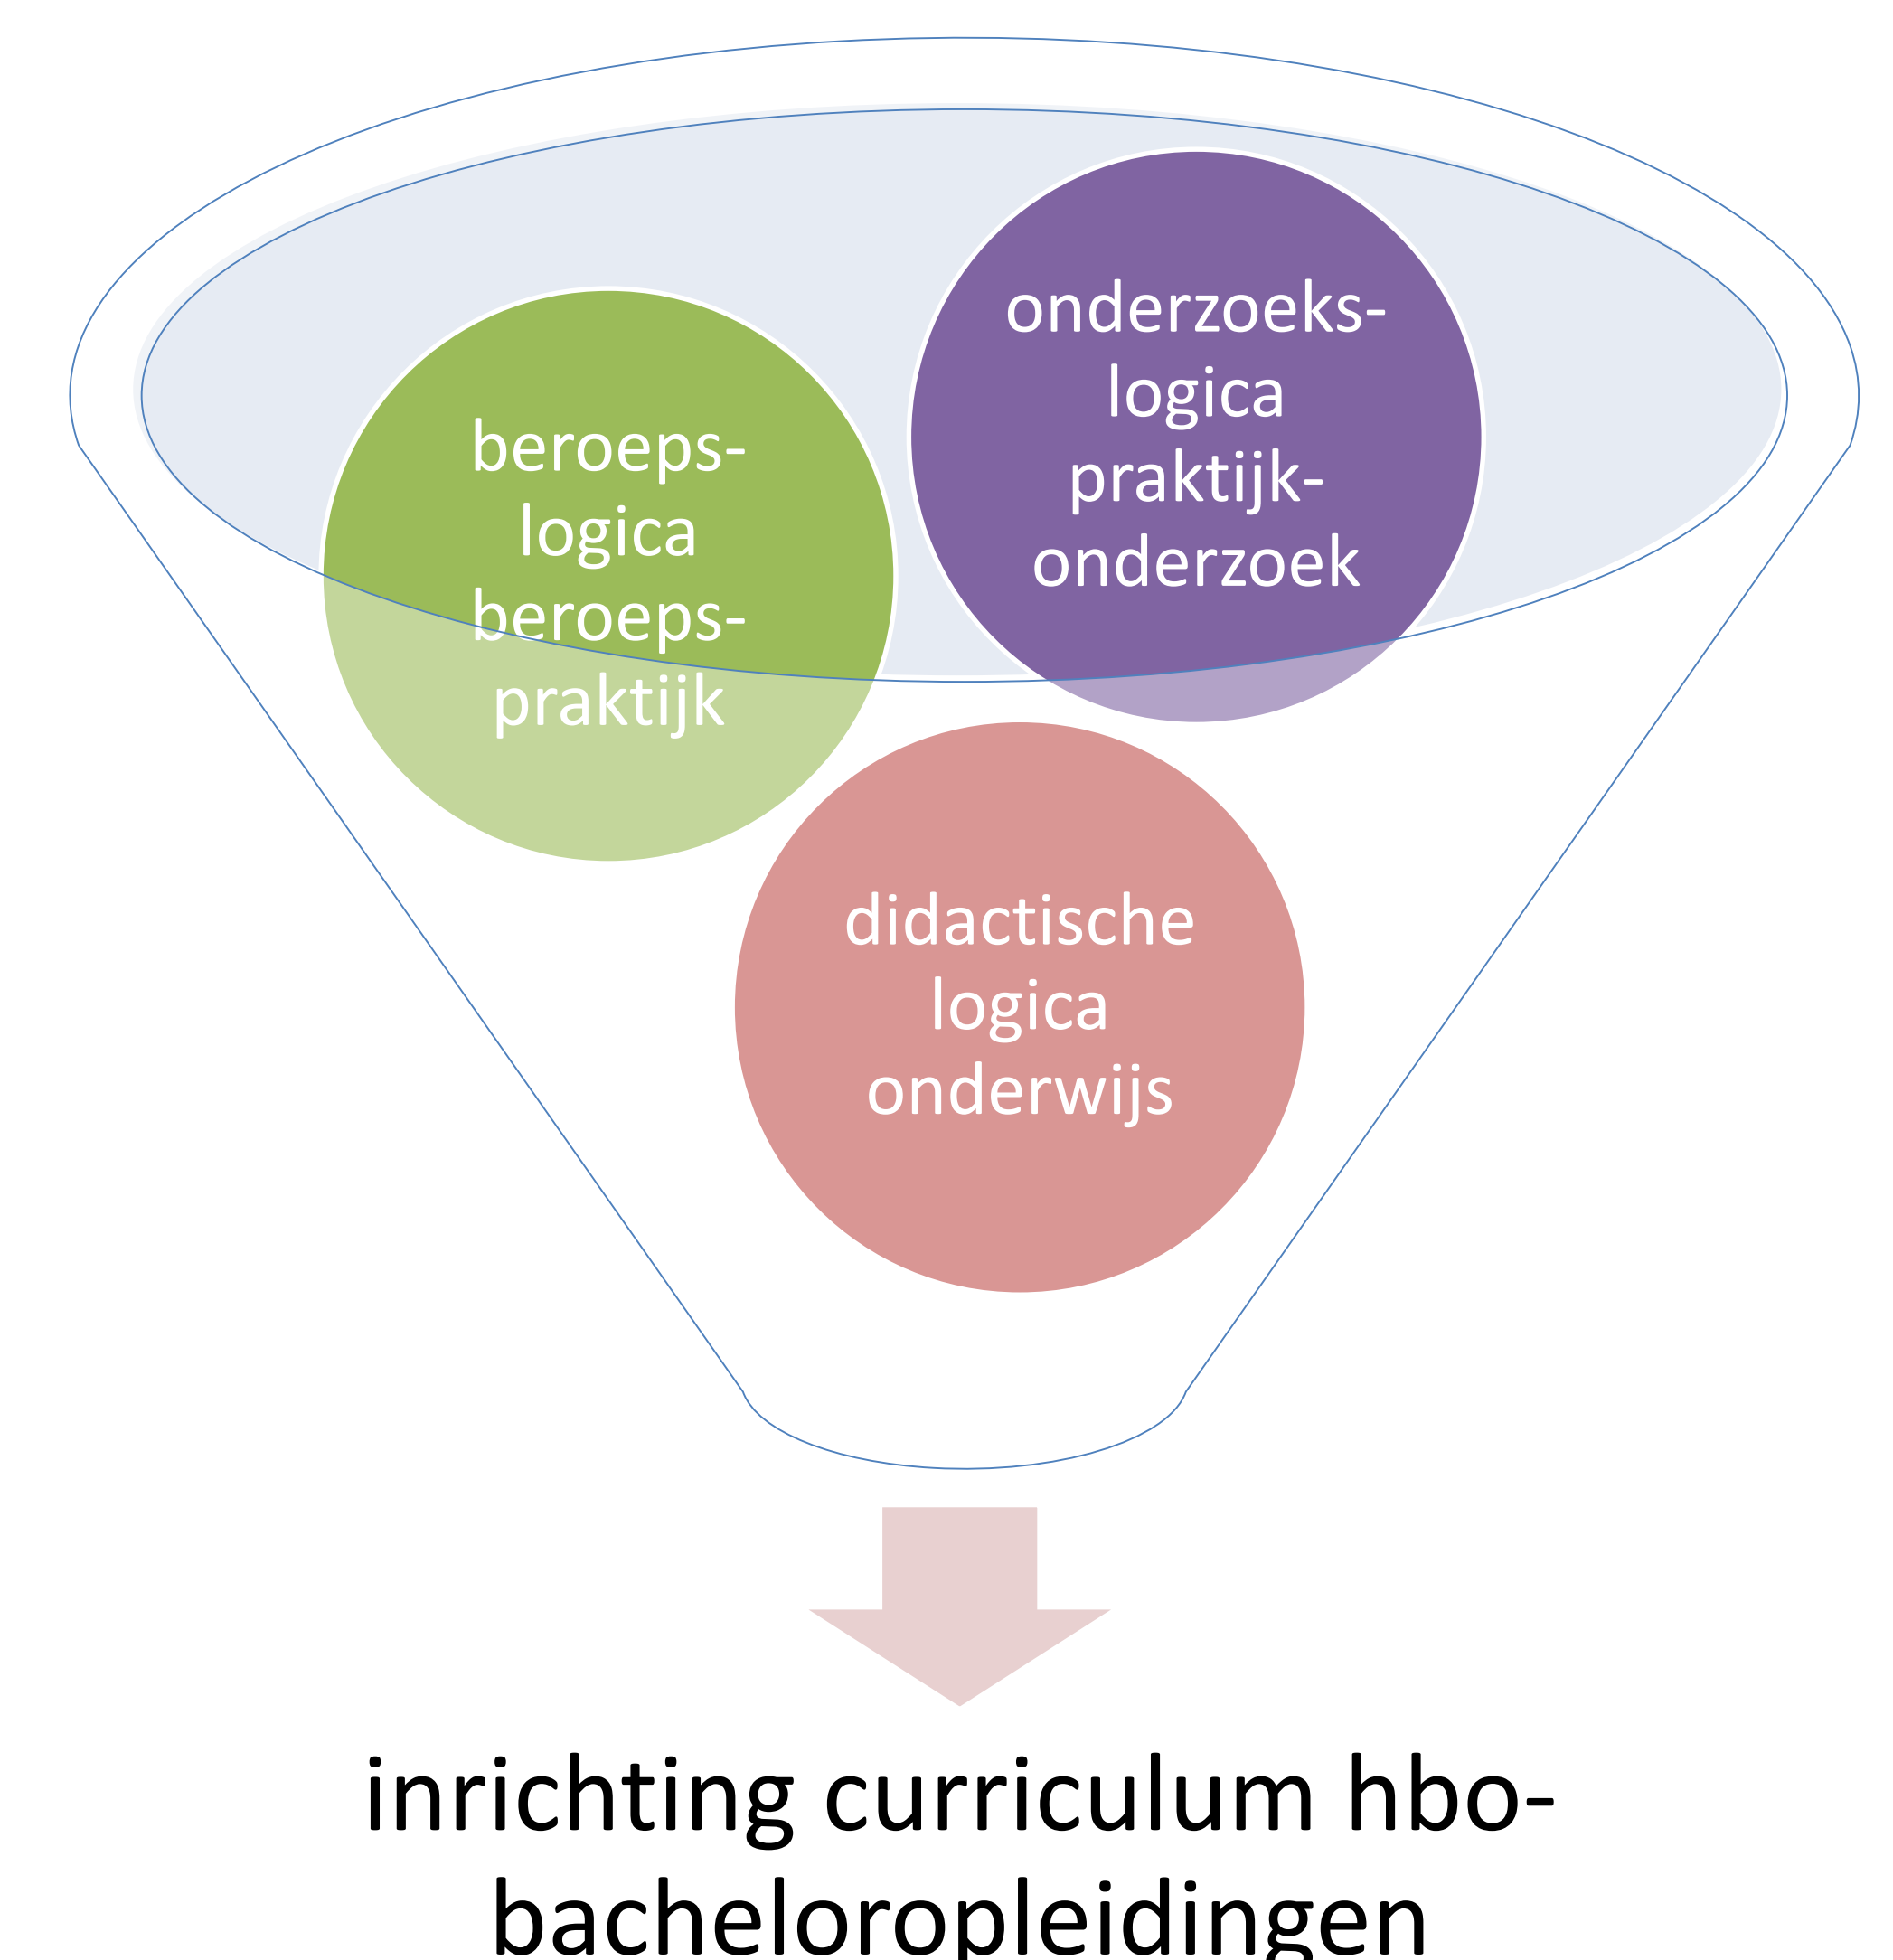 onderzoeks-
logica
praktijk-
onderzoek
beroeps-
logica
beroeps-
praktijk
didactische
logica
onderwijs
inrichting curriculum hbo-
bacheloropleidingen